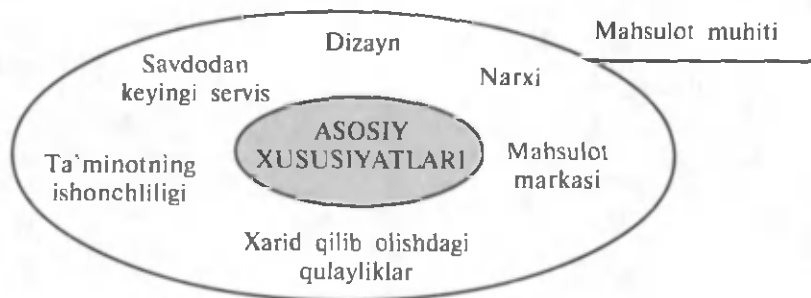 Dizayn
Mahsulot muhiti
Savdodan
keyingi servis
Narxi
ASOSIY
XUSUSIYATLARI
Ta`minotning
ishonchliligi
Mahsulot
markasi
Xarid qilib olishdagi
qulayliklar